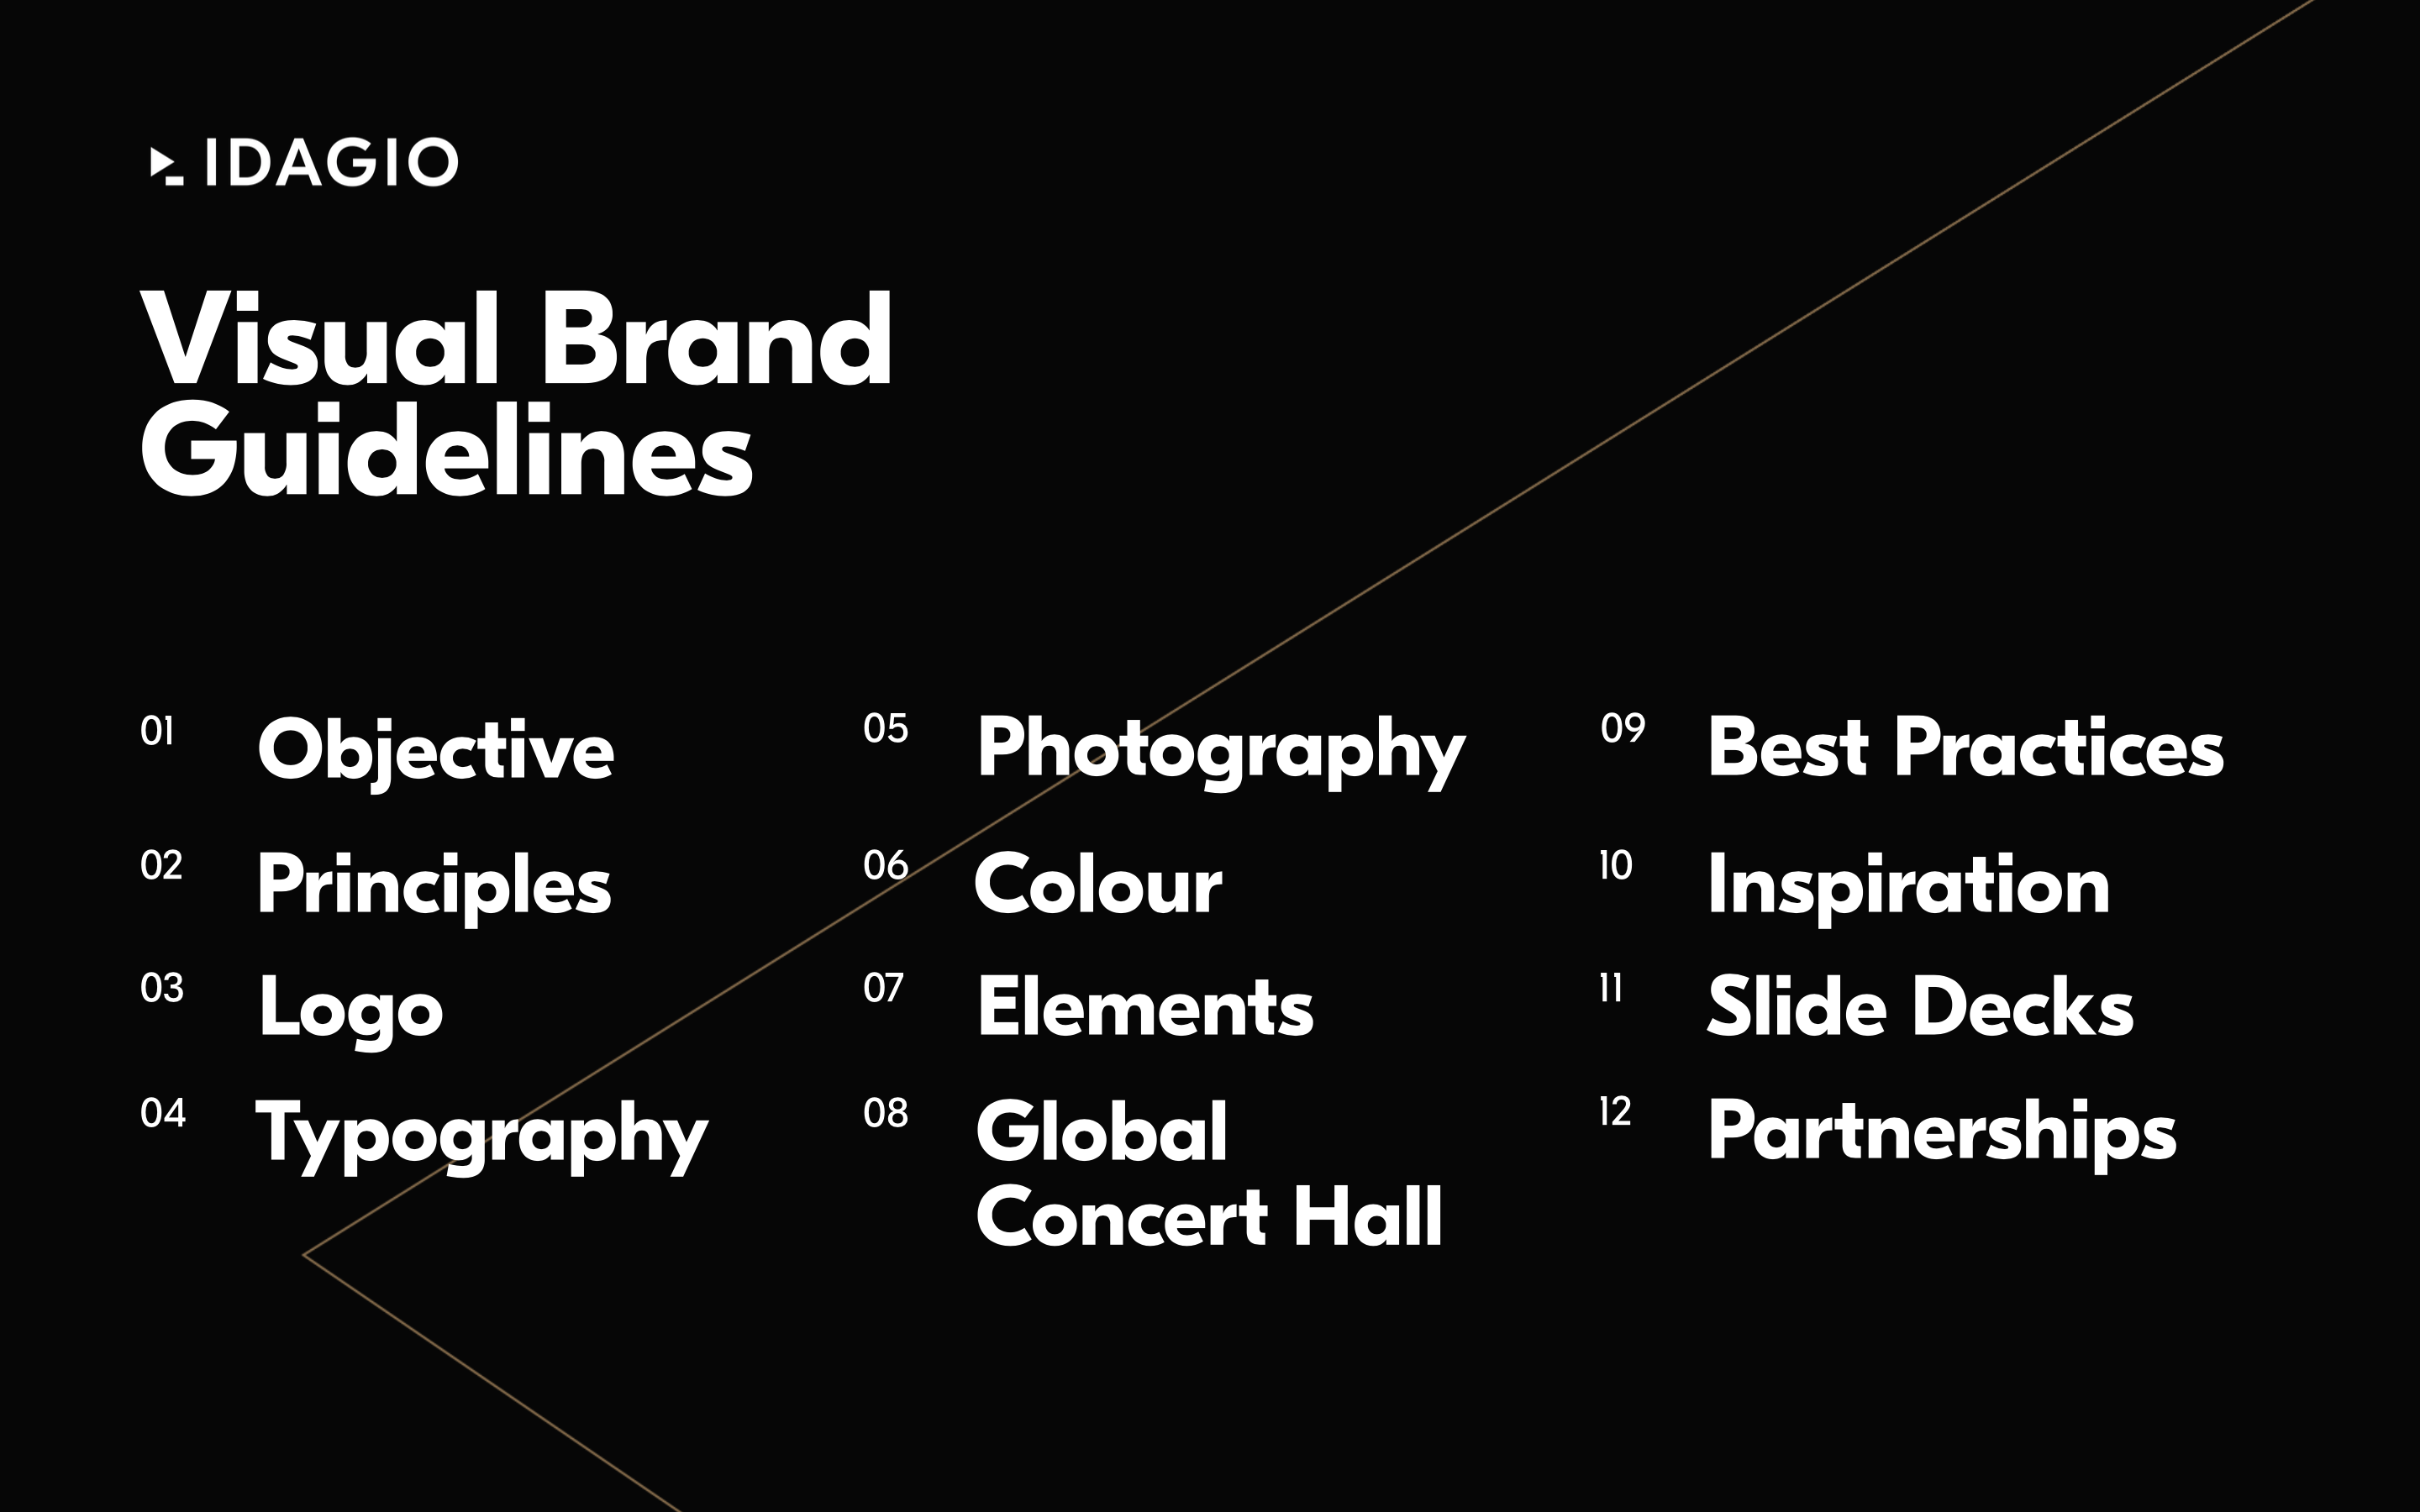 IDAGIO
Visual Brand
Guidelines
01 Objective
02 Principles
03 Logo
04 Typography
05 Photography
06 Colour
07 Elements
08 Global
Concert Hall
09 Best Practices
10 Inspiration
11 Slide Decks
12 Partnerships